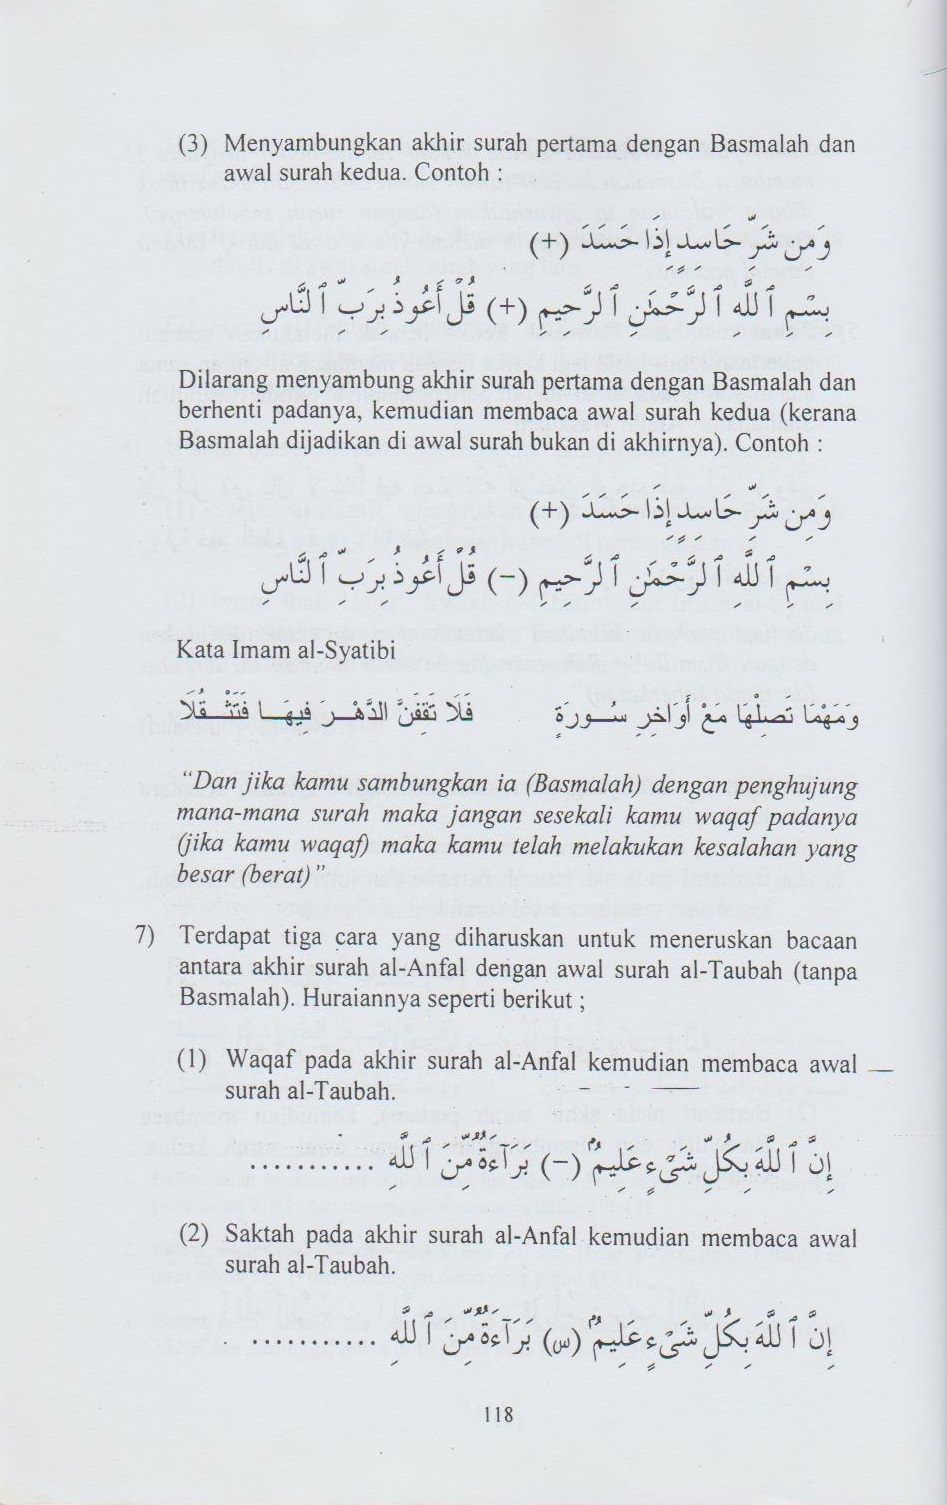 (3) Menyambungkan akhir surah pertama dengan Basmalah dan
awal surah kedua. Contoh :
وَمِن شَرِّ حَاسِدٍ إِذَا حَسَدَ (+)
بِسْمِ ٱللَّهِ ٱلرَّحْمَٰنِ ٱلرَّحِيمِ (+) قُلْ أَعُوذُ بِرَبِّ ٱلنَّاسِ
Dilarang menyambung akhir surah pertama dengan Basmalah dan
berhenti padanya, kemudian membaca awal surah kedua (kerana
Basmalah dijadikan di awal surah bukan di akhirnya). Contoh :
وَمِن شَرِّ حَاسِدٍ إِذَا حَسَدَ (+)
بِسْمِ ٱللَّهِ ٱلرَّحْمَٰنِ ٱلرَّحِيمِ (-) قُلْ أَعُوذُ بِرَبِّ ٱلنَّاسِ
Kata Imam al-Syatibi
وَمَهْمَا تَصِلْهَا مَعْ أَوَاخِرِ سُـورَةٍ فَلَا تَقِفَنَّ الدَّهْـرَ فِيهَـا فَتَثْـقُلَا
“Dan jika kamu sambungkan ia (Basmalah) dengan penghujung
mana-mana surah maka jangan sesekali kamu waqaf padanya
(jika kamu waqaf) maka kamu telah melakukan kesalahan yang
besar (berat)”
7) Terdapat tiga cara yang diharuskan untuk meneruskan bacaan
antara akhir surah al-Anfal dengan awal surah al-Taubah (tanpa
Basmalah). Huraiannya seperti berikut ;
(1) Waqaf pada akhir surah al-Anfal kemudian membaca awal
surah al-Taubah.
إِنَّ ٱللَّهَ بِكُلِّ شَىْءٍ عَلِيمٌۢ (-) بَرَآءَةٌ مِّنَ ٱللَّهِ ............
(2) Saktah pada akhir surah al-Anfal kemudian membaca awal
surah al-Taubah.
إِنَّ ٱللَّهَ بِكُلِّ شَىْءٍ عَلِيمٌۢ (س) بَرَآءَةٌ مِّنَ ٱللَّهِ ............
118